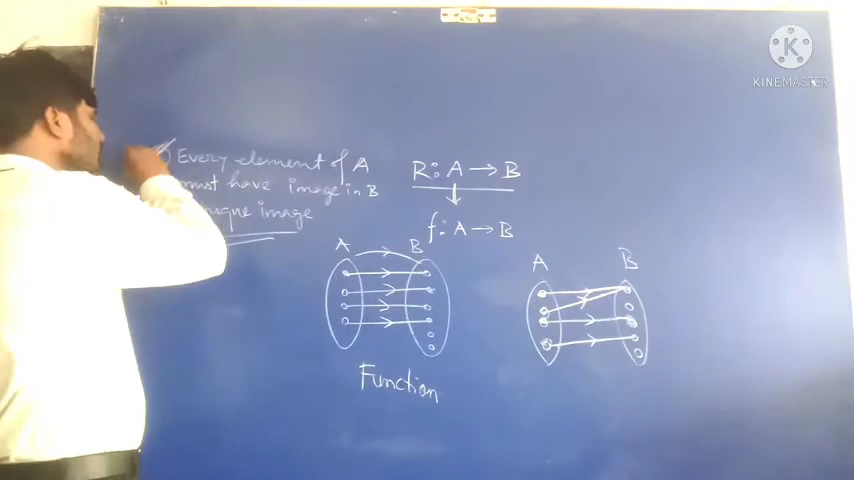 K
KINEMASTER
Every element of A
must have image in B
unique image
R: A → B
f: A → B
A B
A B
Function